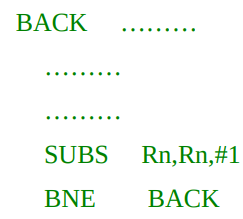 BACK ………
………
………
SUBS Rn,Rn,#1
BNE BACK